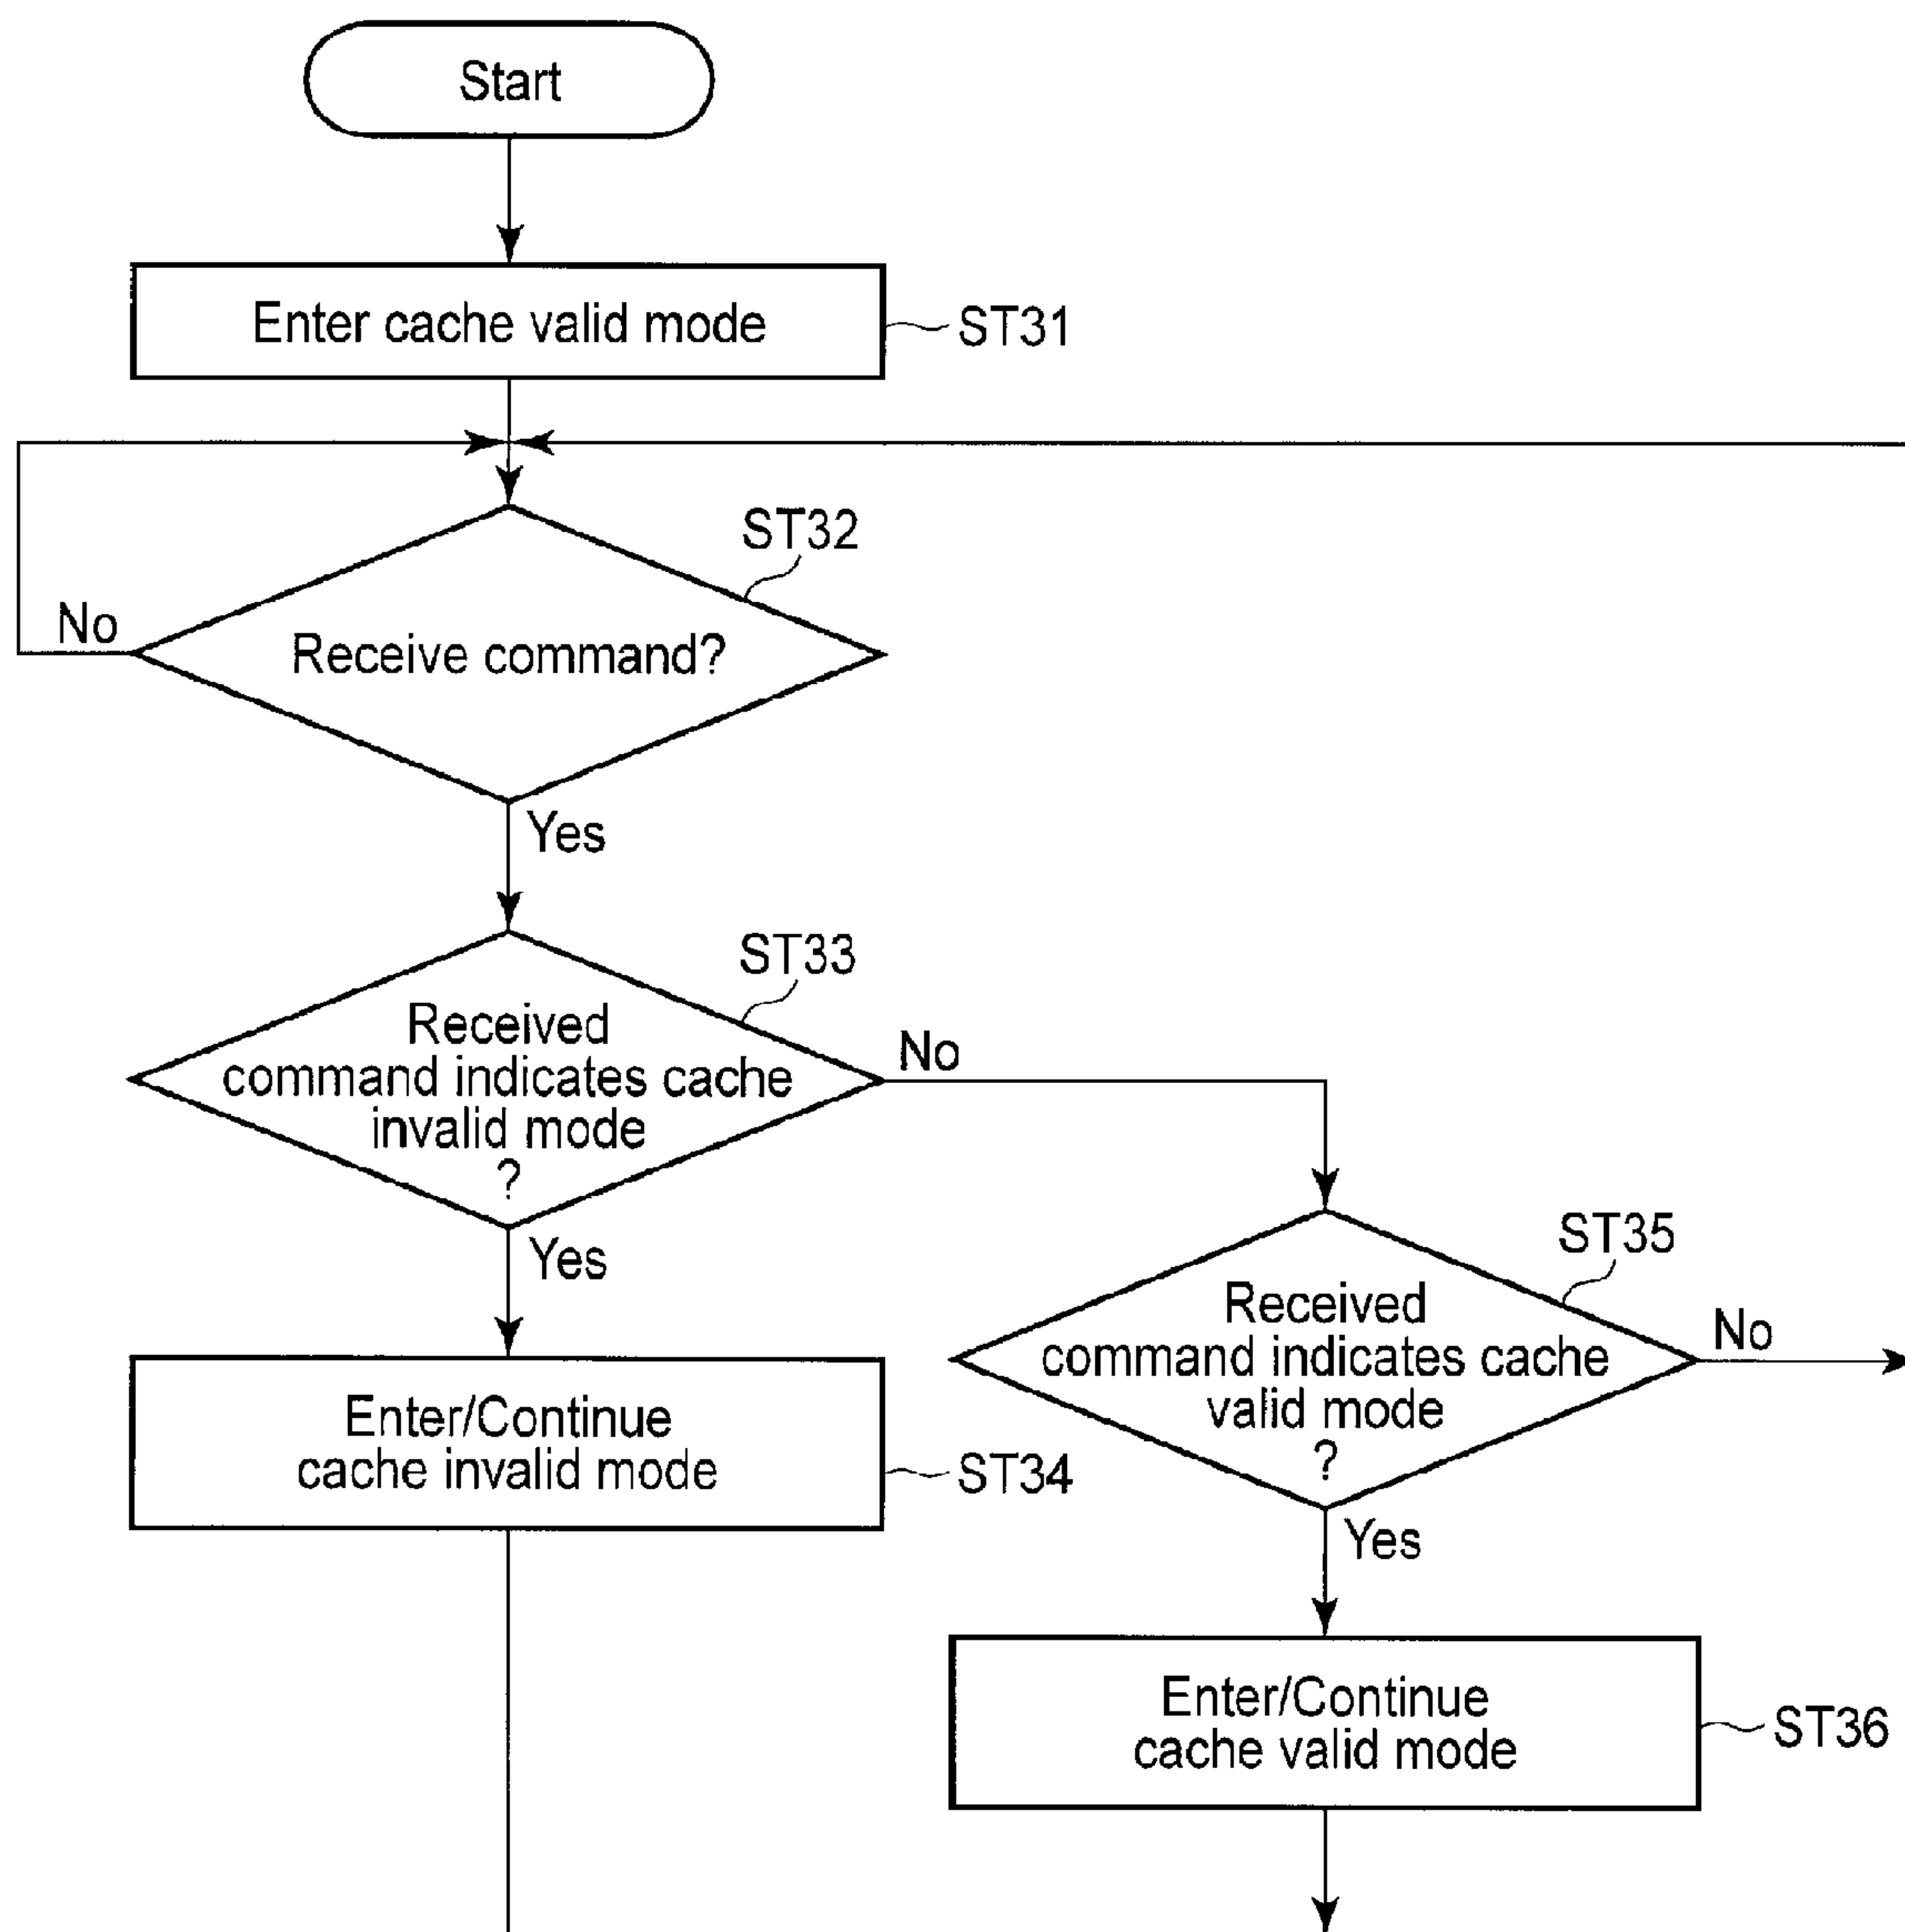 Start
Enter cache valid mode
ST31
ST32
No
Receive command?
Yes
ST33
Received
command indicates cache
invalid mode
?
No
Yes
ST35
Received
command indicates cache
valid mode
?
No
Enter/Continue
cache invalid mode
ST34
Yes
Enter/Continue
cache valid mode
ST36